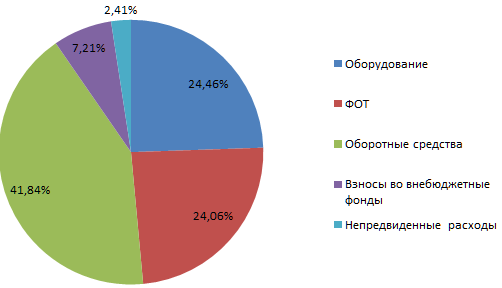 2,41%
7,21%
24,46%
41,84%
24,06%
Оборудование
ФОТ
Оборотные средства
Взносы во внебюджетные
фонды
Непредвиденные расходы